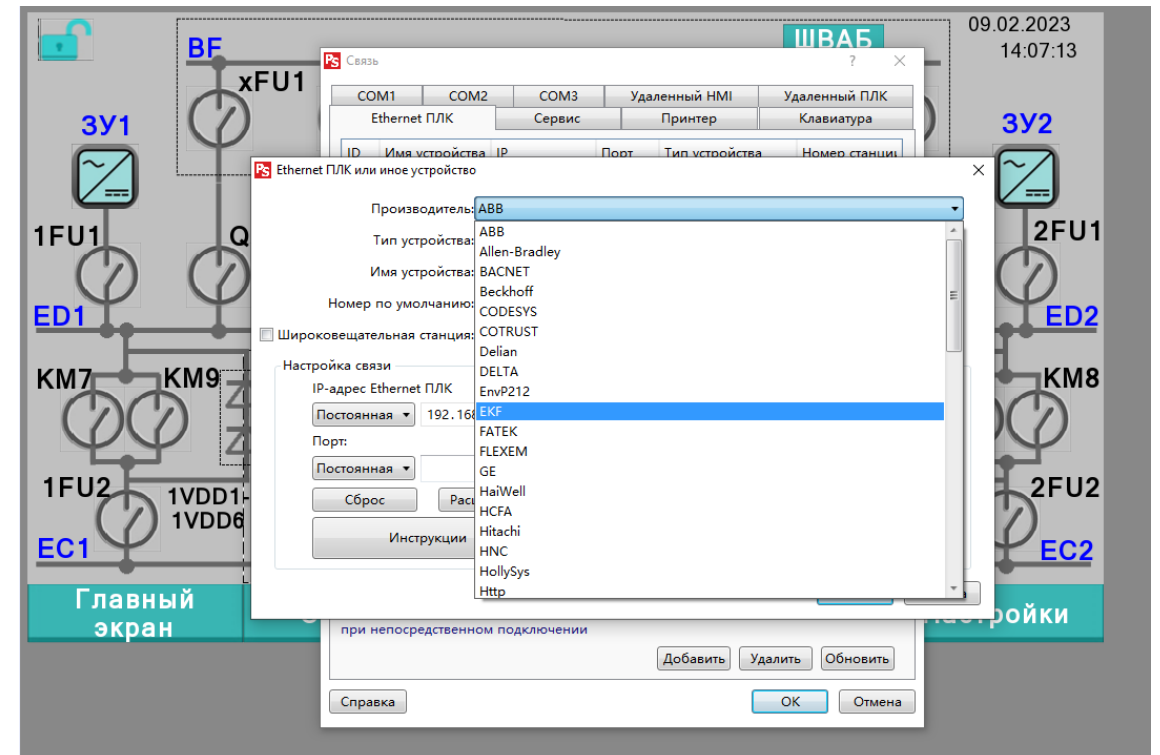 09.02.2023
14:07:13
ШВАБ
BF
xFU1
ЗУ1
ЗУ2
Связь
?
COM1
COM2
COM3
Удаленный HMI
Удаленный ПЛК
Ethernet ПЛК
Сервис
Принтер
Клавиатура
ID
Имя устройства
IP
Порт
Тип устройства
Номер станции
Ethernet ПЛК или иное устройство
Производитель:
ABB
Тип устройства:
Имя устройства:
Номер по умолчанию:
Широковещательная станция:
Настройка связи
IP-адрес Ethernet ПЛК
Постоянная
192.168
Порт:
Постоянная
Сброс
Инструкции
ABB
Allen-Bradley
BACNET
Beckhoff
CODESYS
COTRUST
Delian
DELTA
EnvP212
EKF
FATEK
FLEXEM
GE
HaiWell
HCFA
Hitachi
HNC
HollySys
Http
1FU1
Q
2FU1
ED1
ED2
KM7
KM9
KM8
1FU2
1VDD1-
1VDD6
2FU2
EC1
EC2
Главный
экран
при непосредственном подключении
Добавить
Удалить
Обновить
Справка
OK
Отмена